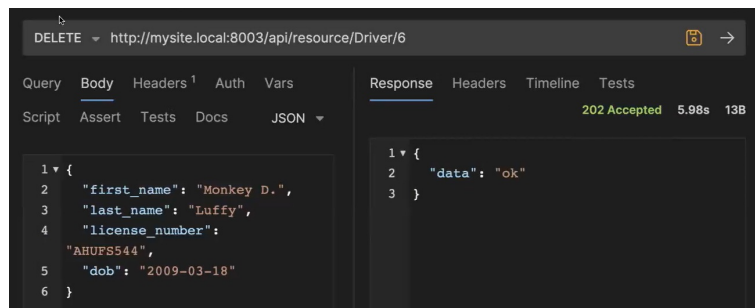 DELETE http://mysite.local:8003/api/resource/Driver/6
Query Body Headers 1 Auth Vars
Script Assert Tests Docs JSON
1 {
2 "first_name": "Monkey D.",
3 "last_name": "Luffy",
4 "license_number":
"AHUFS544",
5 "dob": "2009-03-18"
6 }
Response Headers Timeline Tests
202 Accepted 5.98s 13B
1 {
2 "data": "ok"
3 }